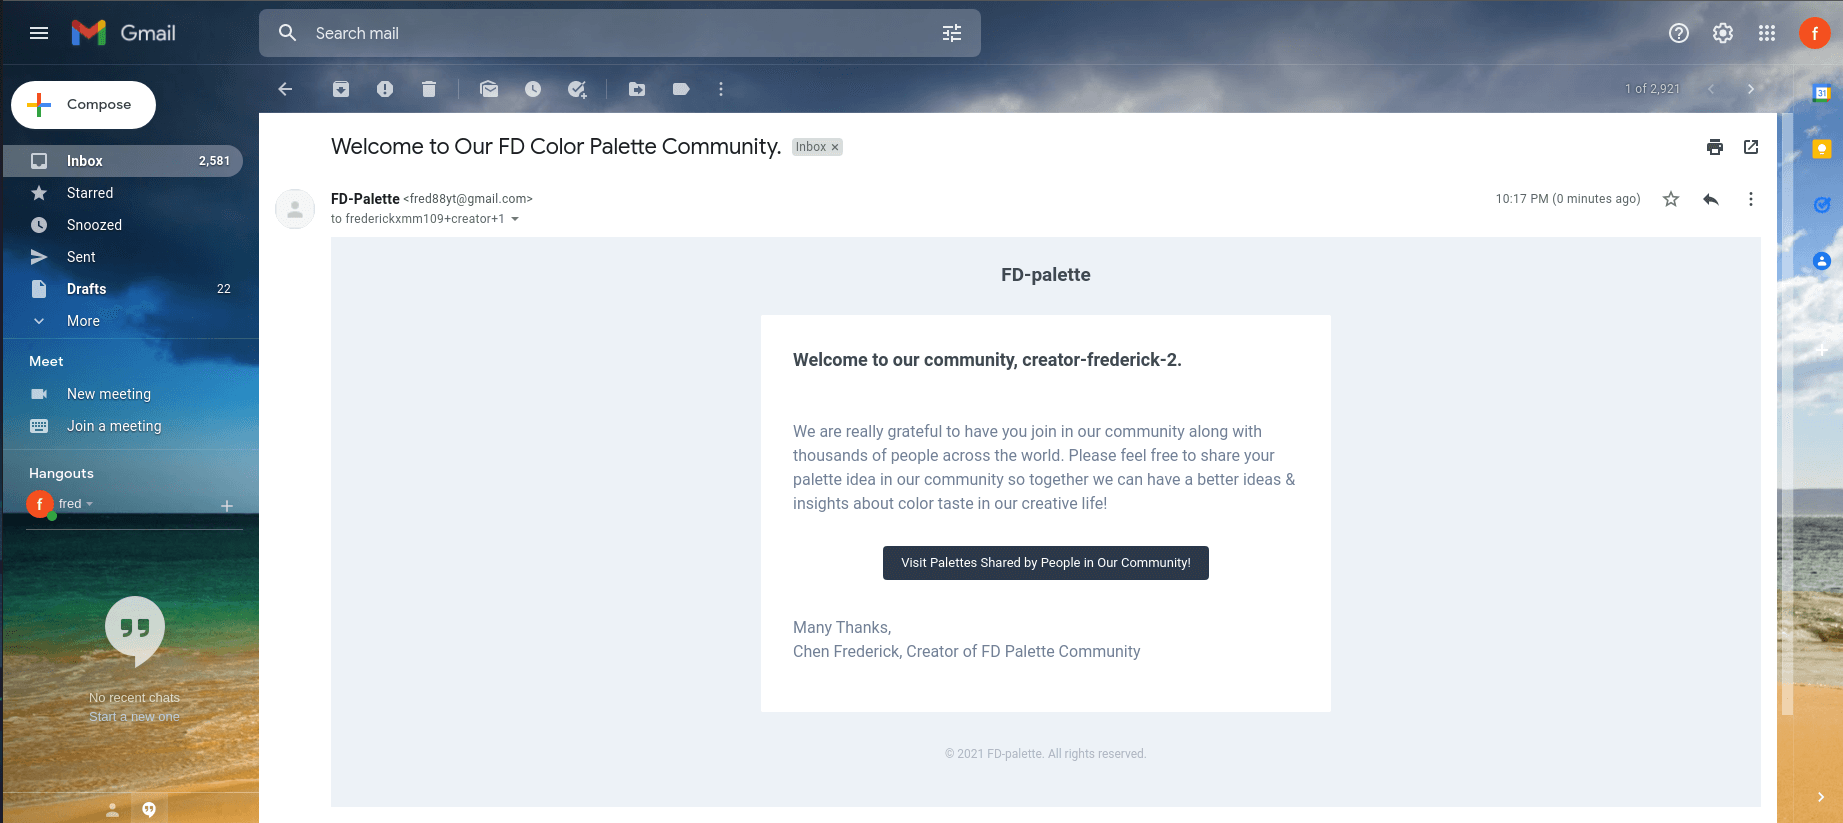 Gmail
Search mail
f
Compose
1 of 2,921
31
Inbox 2,581
Starred
Snoozed
Sent
Drafts 22
More
Meet
New meeting
Join a meeting
Hangouts
f fred
No recent chats
Start a new one
Welcome to Our FD Color Palette Community. Inbox ×
FD-Palette <fred88yt@gmail.com> 10:17 PM (0 minutes ago)
to frederickxmm109+creator+1
FD-palette
Welcome to our community, creator-frederick-2.
We are really grateful to have you join in our community along with
thousands of people across the world. Please feel free to share your
palette idea in our community so together we can have a better ideas &
insights about color taste in our creative life!
Visit Palettes Shared by People in Our Community!
Many Thanks,
Chen Frederick, Creator of FD Palette Community
© 2021 FD-palette. All rights reserved.